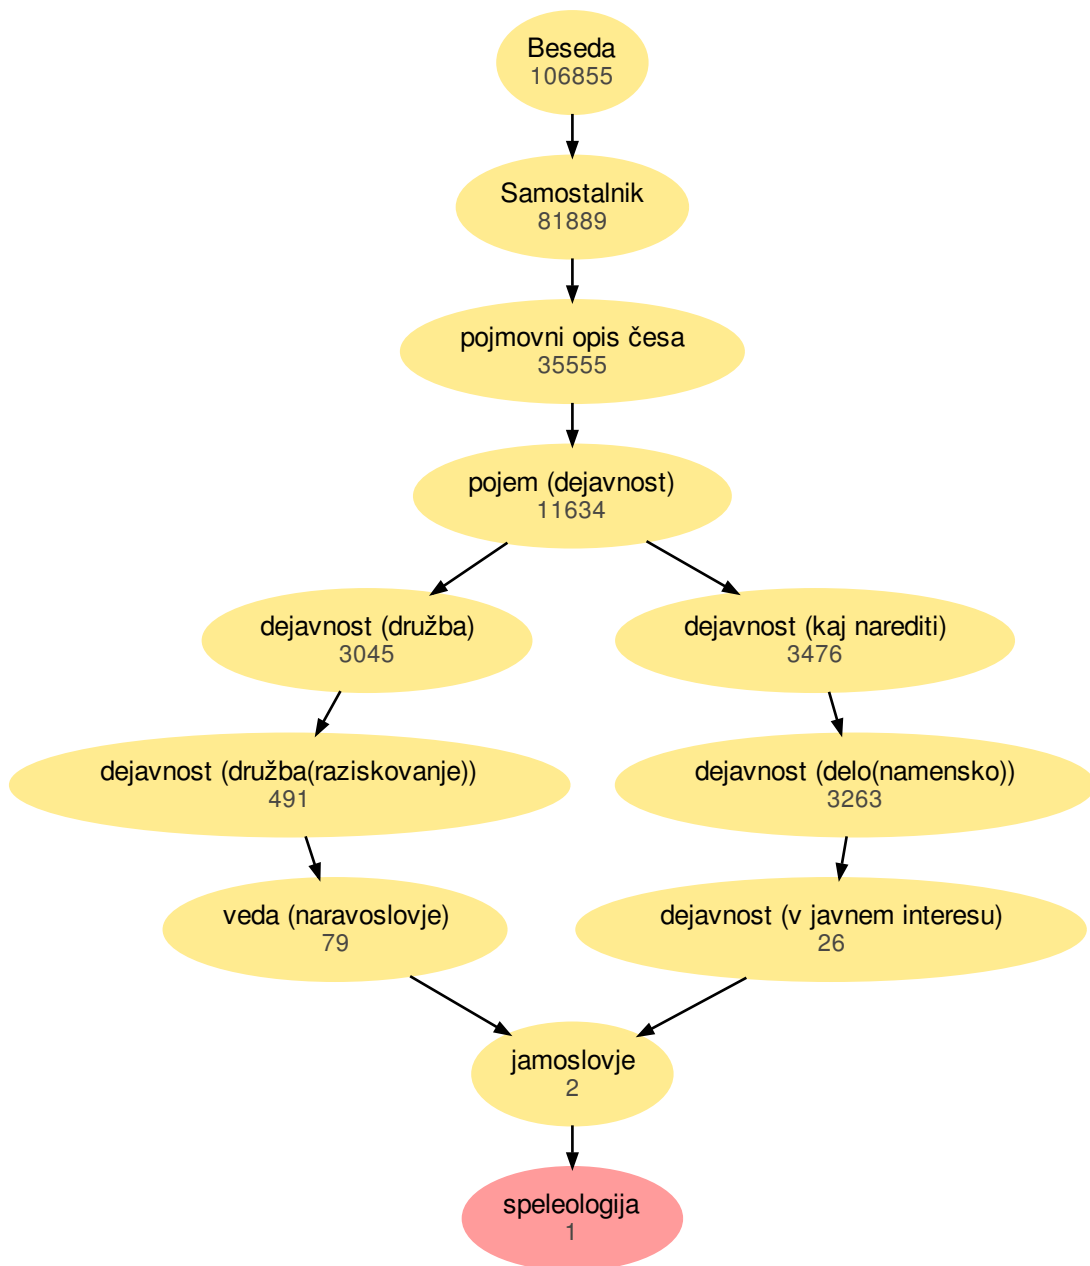 Beseda
106855
Samostalnik
81889
pojmovni opis česa
35555
pojem (dejavnost)
11634
dejavnost (družba)
3045
dejavnost (kaj narediti)
3476
dejavnost (družba(raziskovanje))
491
dejavnost (delo(namensko))
3263
veda (naravoslovje)
79
dejavnost (v javnem interesu)
26
jamoslovje
2
speleologija
1